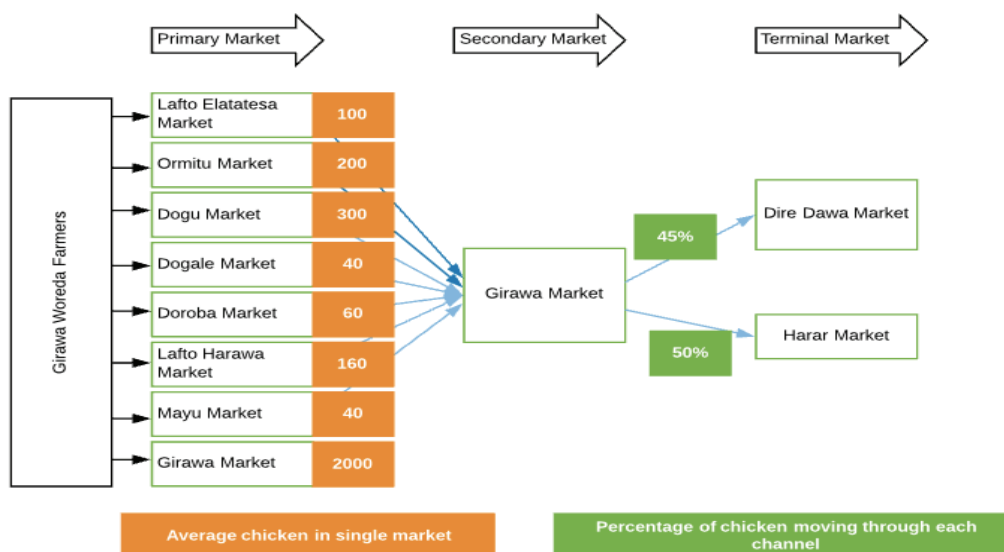 Primary Market
Secondary Market
Terminal Market
Girawa Woreda Farmers
Lafto Elatatesa
Market
100
Ormitu Market
200
Dogu Market
300
Dogale Market
40
Doroba Market
60
Lafto Harawa
Market
160
Mayu Market
40
Girawa Market
2000
Girawa Market
45%
50%
Dire Dawa Market
Harar Market
Average chicken in single market
Percentage of chicken moving through each
channel